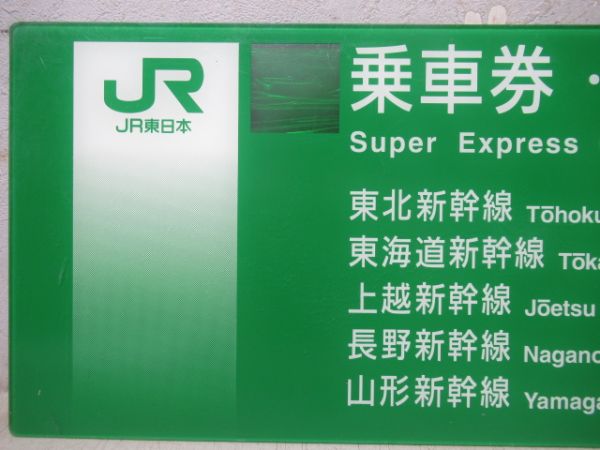 JR
JR東日本
乗車券・
Super Express
東北新幹線 Tōhoku
東海道新幹線 Tōka
上越新幹線 Jōetsu
長野新幹線 Nagano
山形新幹線 Yamaga